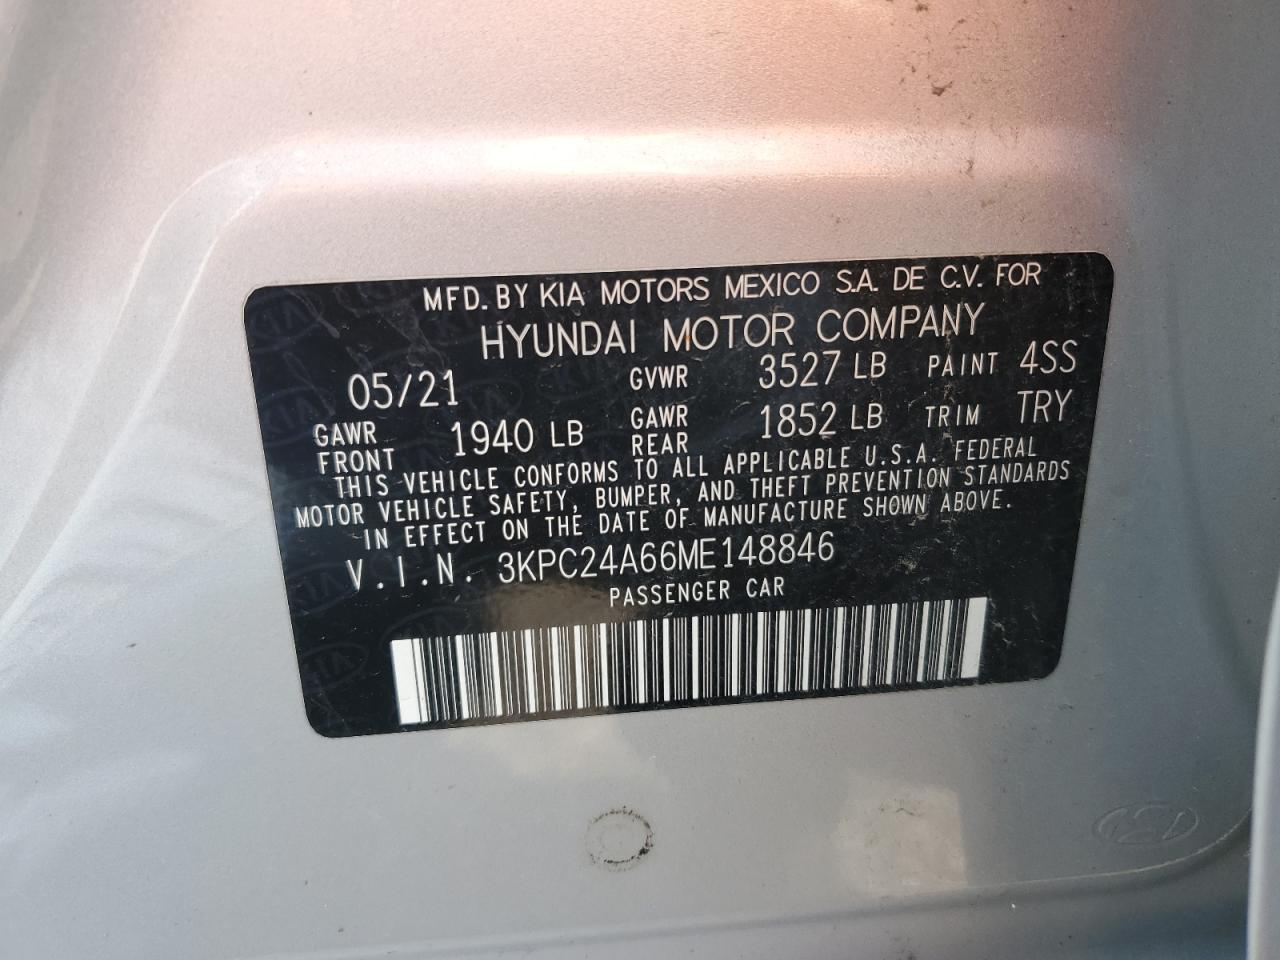 MFD. BY KIA MOTORS MEXICO S.A. DE C.V. FOR
HYUNDAI MOTOR COMPANY
05/21 GVWR 3527 LB PAINT 4SS
GAWR FRONT 1940 LB GAWR REAR 1852 LB TRIM TRY
THIS VEHICLE CONFORMS TO ALL APPLICABLE U.S.A. FEDERAL
MOTOR VEHICLE SAFETY, BUMPER, AND THEFT PREVENTION STANDARDS
IN EFFECT ON THE DATE OF MANUFACTURE SHOWN ABOVE.
V.I.N. 3KPC24A66ME148846
PASSENGER CAR